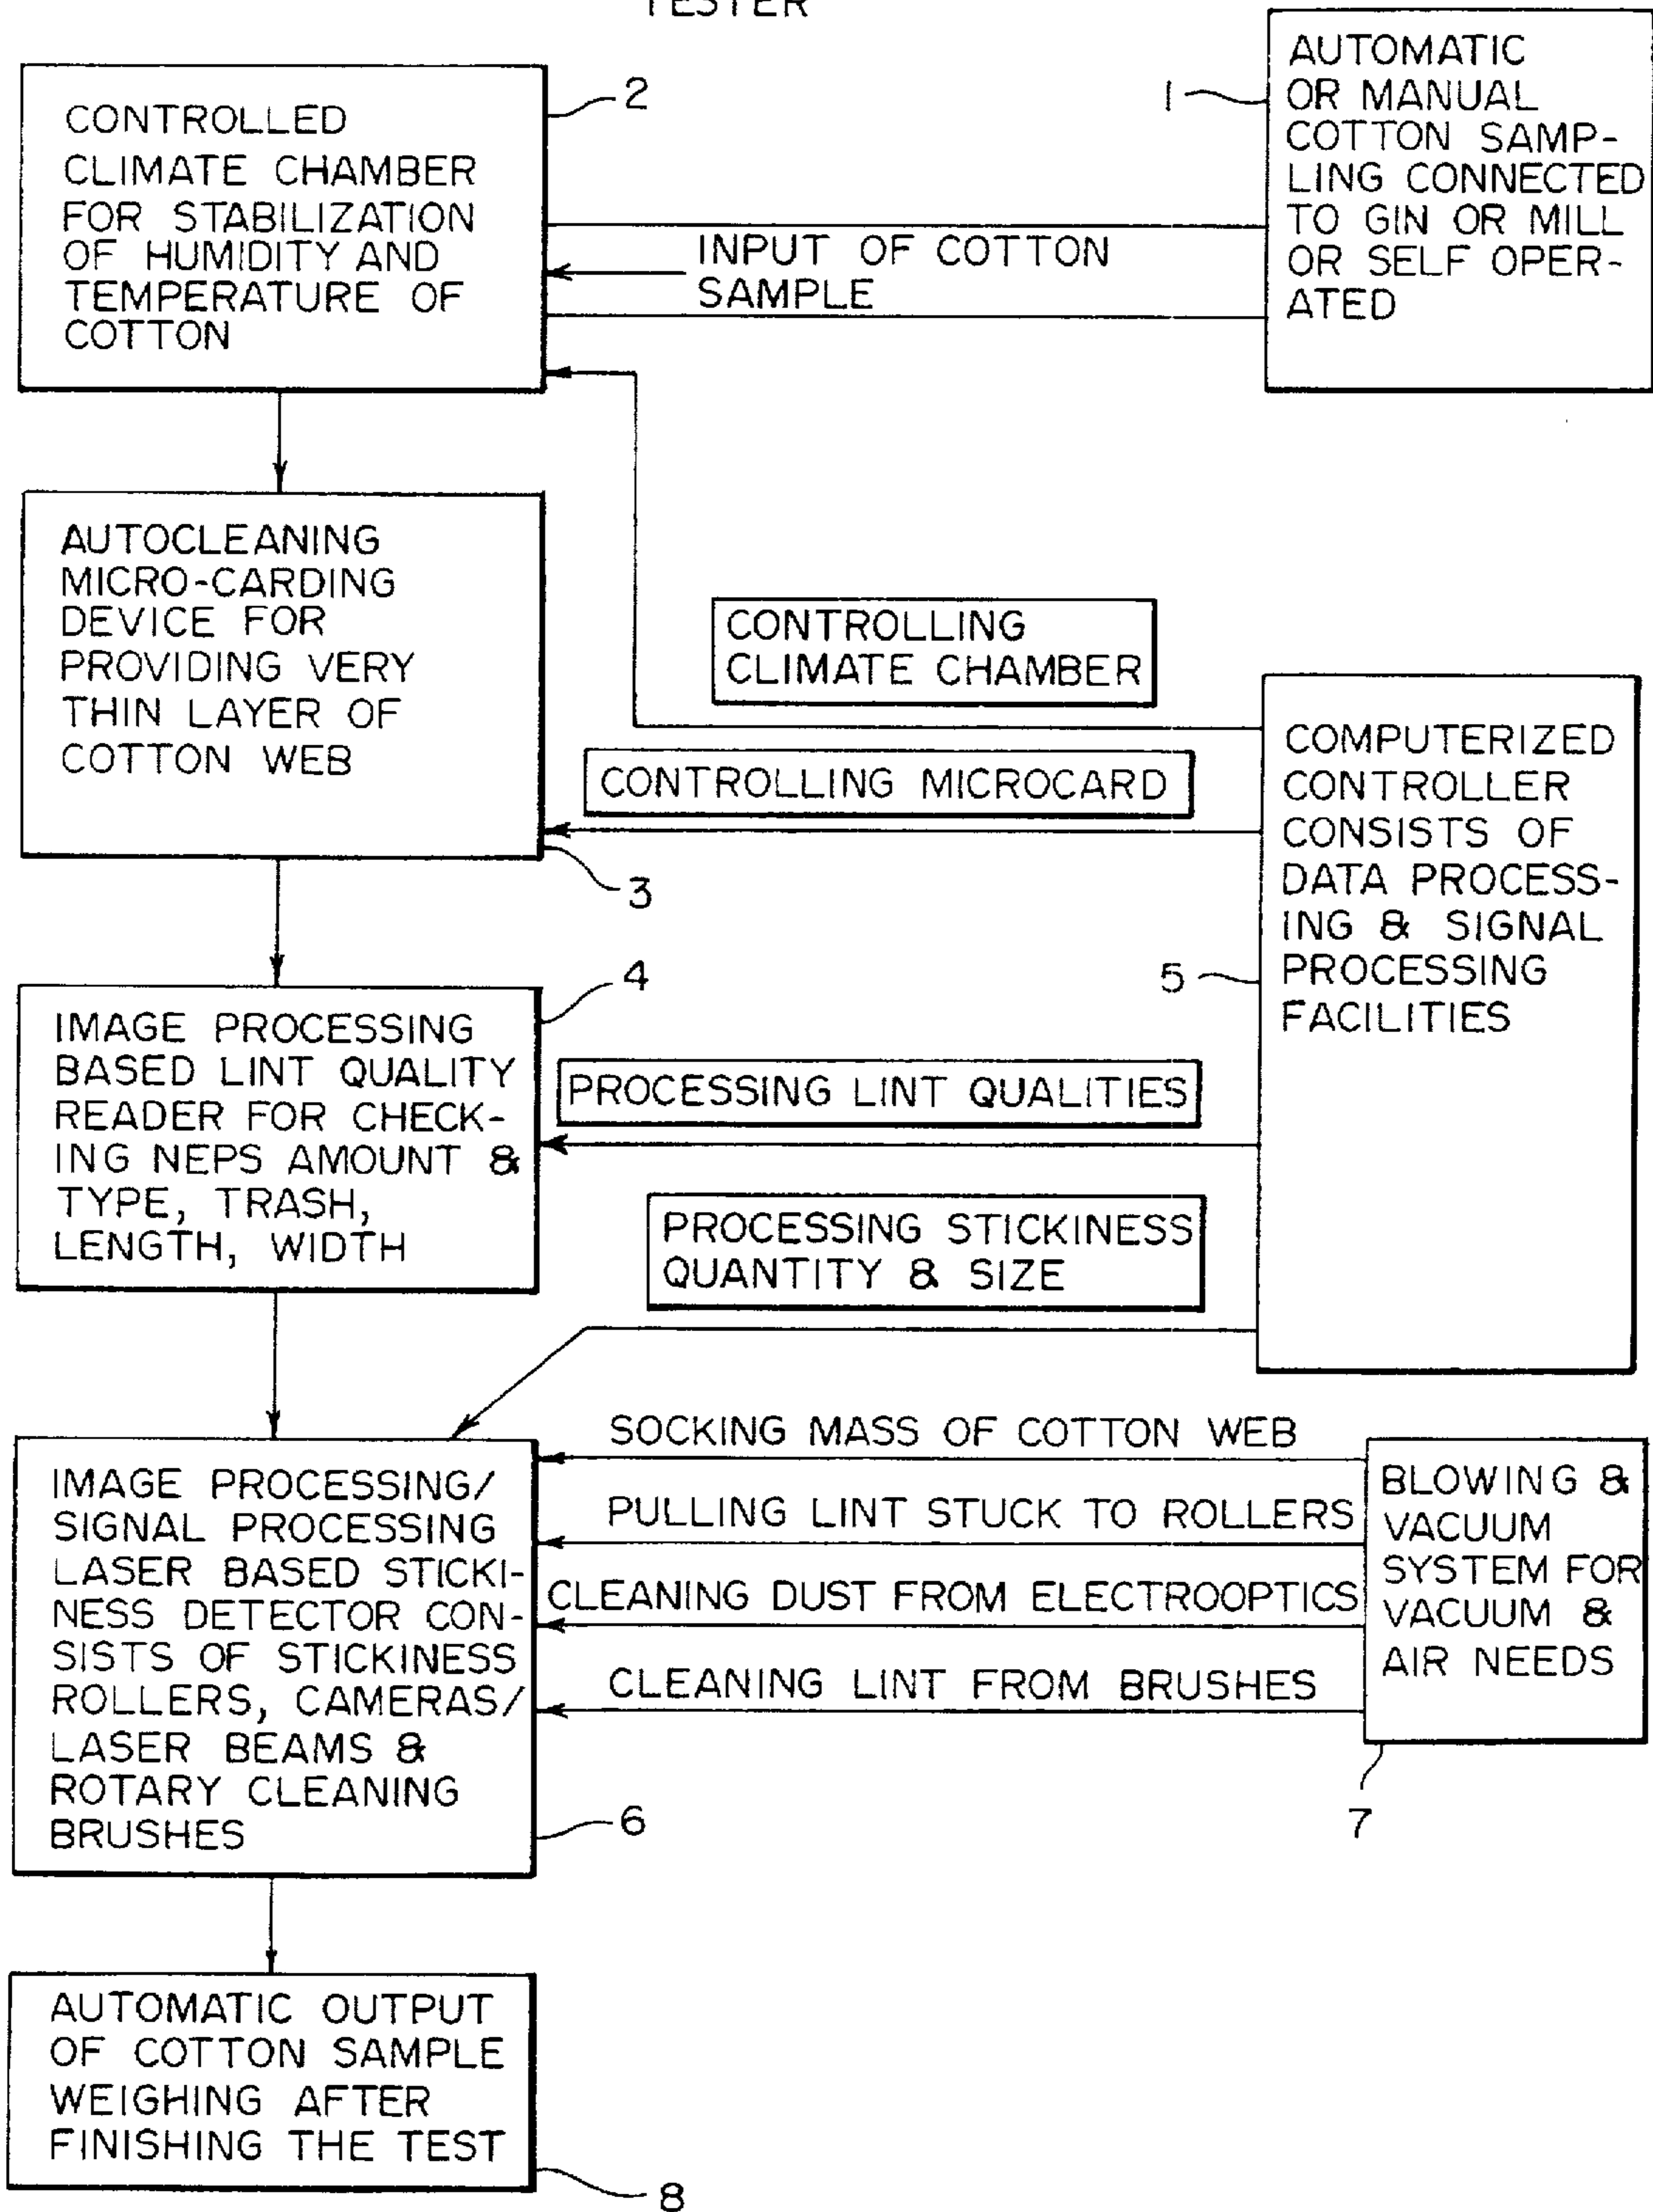 TESTER
AUTOMATIC
OR MANUAL
COTTON SAMP-
LING CONNECTED
TO GIN OR MILL
OR SELF OPER-
ATED
1
CONTROLLED
CLIMATE CHAMBER
FOR STABILIZATION
OF HUMIDITY AND
TEMPERATURE OF
COTTON
2
INPUT OF COTTON
SAMPLE
AUTOCLEANING
MICRO-CARDING
DEVICE FOR
PROVIDING VERY
THIN LAYER OF
COTTON WEB
3
CONTROLLING
CLIMATE CHAMBER
CONTROLLING MICROCARD
COMPUTERIZED
CONTROLLER
CONSISTS OF
DATA PROCESS-
ING & SIGNAL
PROCESSING
FACILITIES
5
IMAGE PROCESSING
BASED LINT QUALITY
READER FOR CHECK-
ING NEPS AMOUNT &
TYPE, TRASH,
LENGTH, WIDTH
4
PROCESSING LINT QUALITIES
PROCESSING STICKINESS
QUANTITY & SIZE
IMAGE PROCESSING/
SIGNAL PROCESSING
LASER BASED STICKI-
NESS DETECTOR CON-
SISTS OF STICKINESS
ROLLERS, CAMERAS/
LASER BEAMS &
ROTARY CLEANING
BRUSHES
6
SOCKING MASS OF COTTON WEB
PULLING LINT STUCK TO ROLLERS
CLEANING DUST FROM ELECTROOPTICS
CLEANING LINT FROM BRUSHES
BLOWING &
VACUUM
SYSTEM FOR
VACUUM &
AIR NEEDS
7
AUTOMATIC OUTPUT
OF COTTON SAMPLE
WEIGHING AFTER
FINISHING THE TEST
8